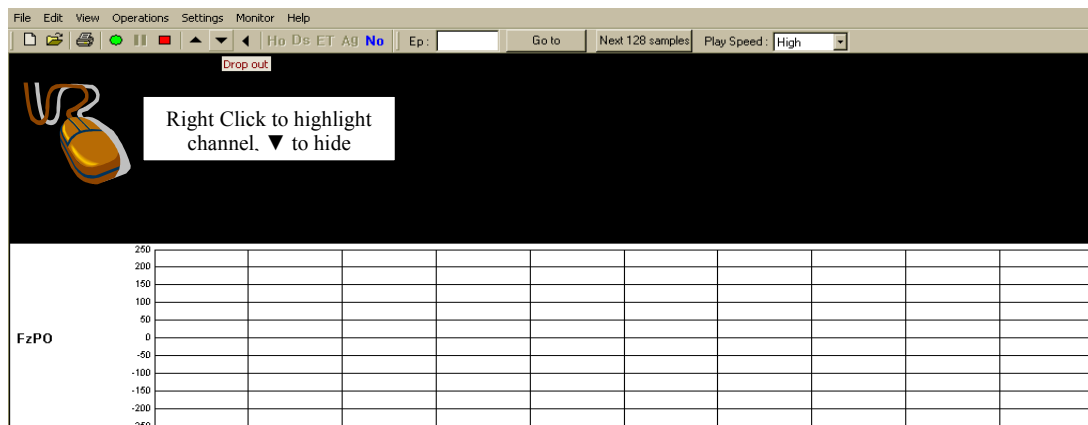 File Edit View Operations Settings Monitor Help
Ho Ds ET Ag No Ep: Go to Next 128 samples Play Speed: High
Drop out
Right Click to highlight
channel, ▼ to hide
250
200
150
100
50
FzPO 0
-50
-100
-150
-200
-250